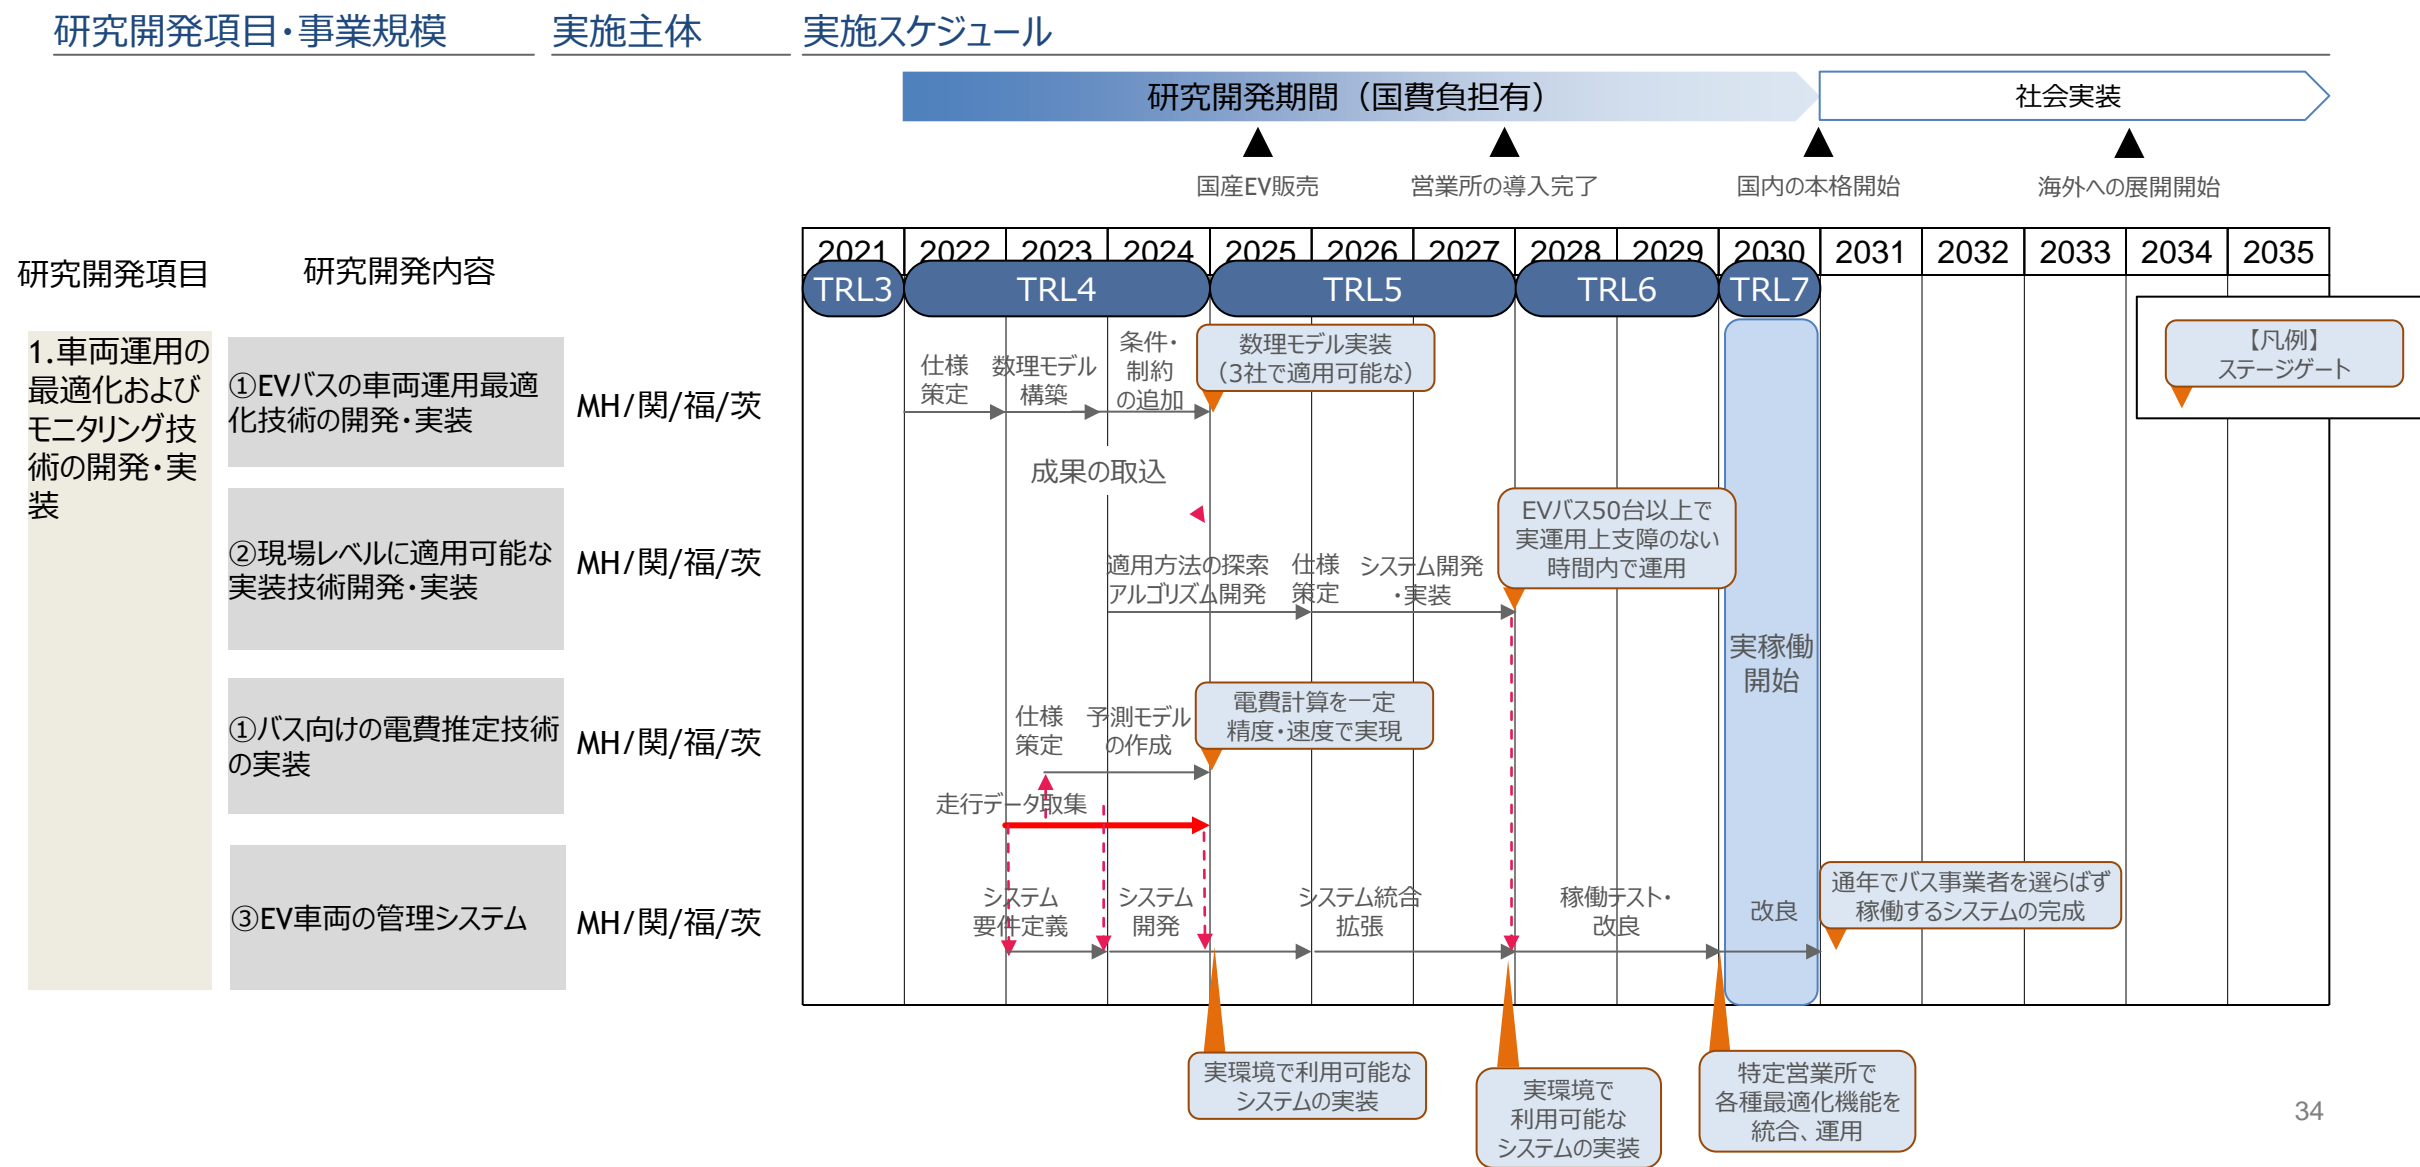 研究開発項目・事業規模
実施主体
実施スケジュール
研究開発期間（国費負担有）
社会実装
国産EV販売
営業所の導入完了
国内の本格開始
海外への展開開始
研究開発項目
研究開発内容
2021 2022 2023 2024 2025 2026 2027 2028 2029 2030 2031 2032 2033 2034 2035
TRL3 TRL4 TRL5 TRL6 TRL7
【凡例】
ステージゲート
1.車両運用の
最適化および
モニタリング技
術の開発・実
装
①EVバスの車両運用最適
化技術の開発・実装
MH/関/福/茨
仕様
策定
数理モデル
構築
条件・
制約
の追加
数理モデル実装
（3社で適用可能な）
成果の取込
②現場レベルに適用可能な
実装技術開発・実装
MH/関/福/茨
適用方法の探索
アルゴリズム開発
仕様
策定
システム開発
・実装
EVバス50台以上で
実運用上支障のない
時間内で運用
実稼働
開始
①バス向けの電費推定技術
の実装
MH/関/福/茨
仕様
策定
予測モデル
の作成
電費計算を一定
精度・速度で実現
走行データ取集
③EV車両の管理システム
MH/関/福/茨
システム
要件定義
システム
開発
システム統合
拡張
稼働テスト・
改良
改良
通年でバス事業者を選らばず
稼働するシステムの完成
実環境で利用可能な
システムの実装
実環境で
利用可能な
システムの実装
特定営業所で
各種最適化機能を
統合、運用
34